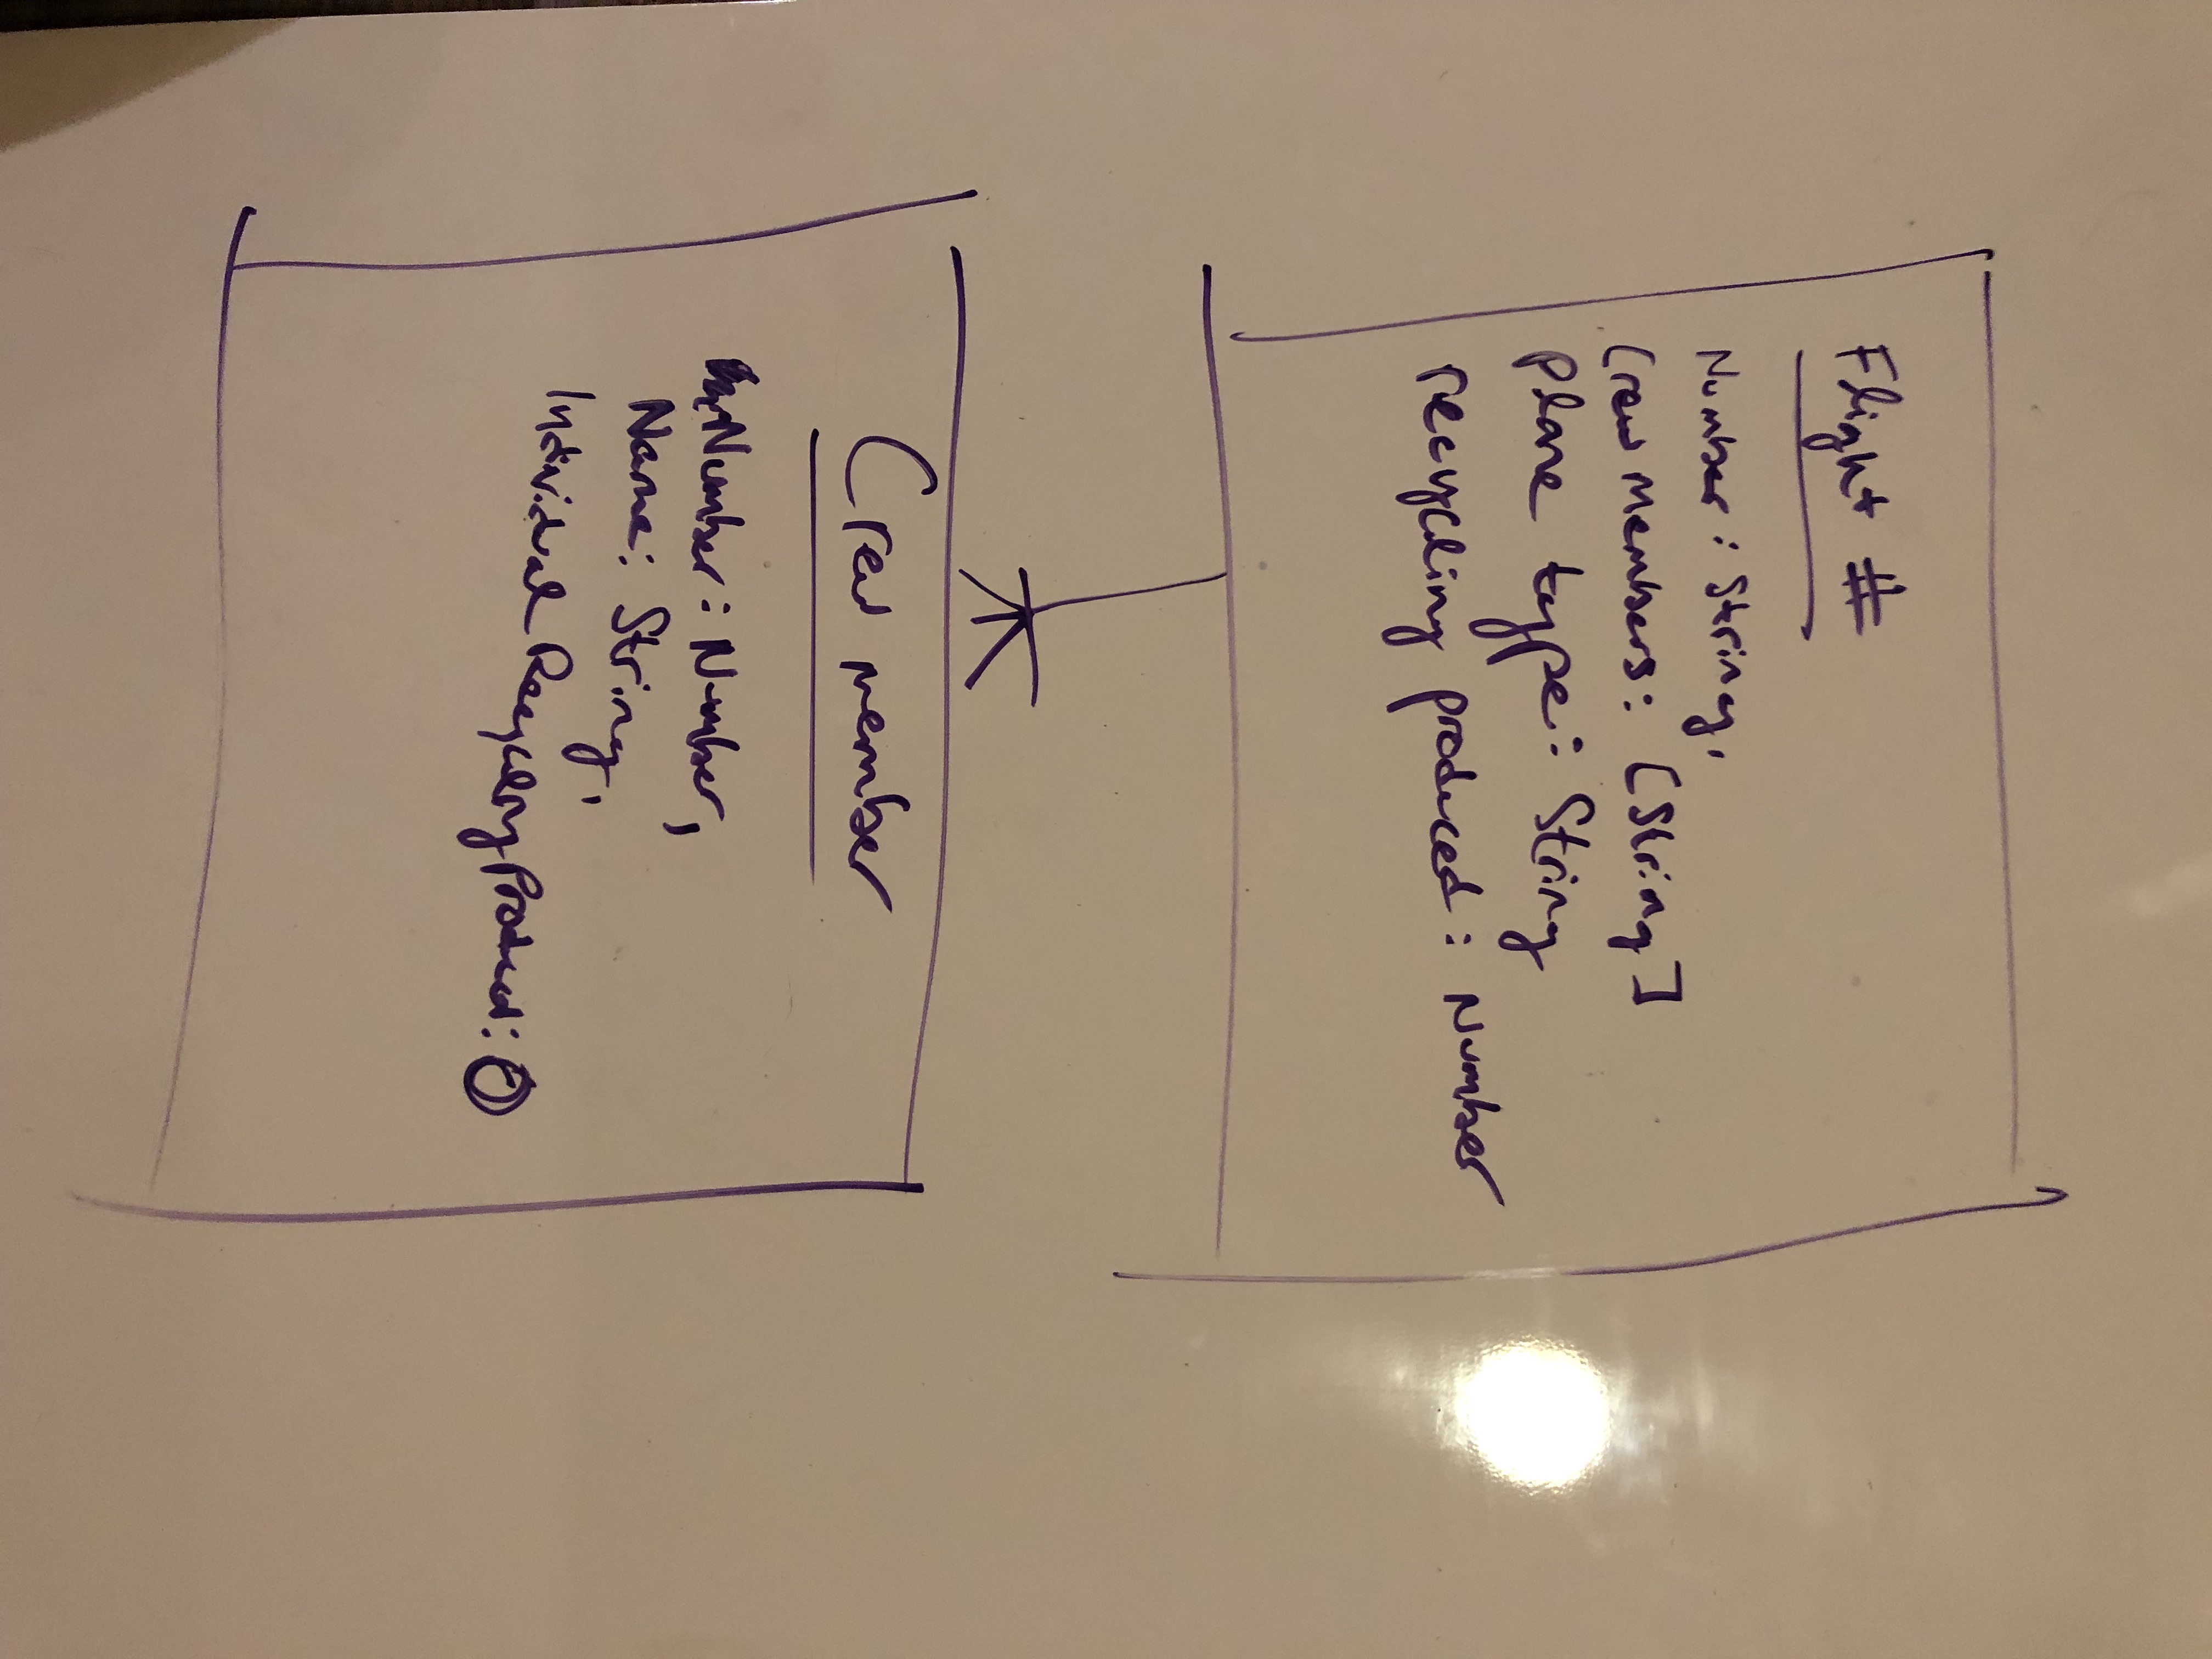 Flight #
Number: String,
Crew members: [String]
Plane type: String
recycling produced: Number
Crew member
Number: Number,
Name: String,
Individual Recycling Produced: